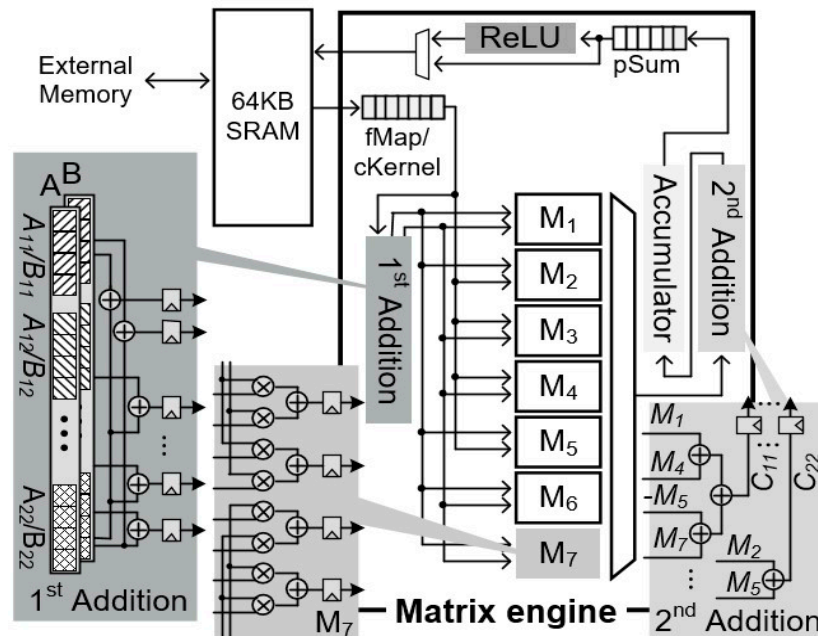 External
Memory
64KB
SRAM
ReLU
pSum
fMap/
cKernel
A B
A11/B11
A12/B12
A22/B22
1st Addition
1st Addition
M1
M2
M3
M4
M5
M6
M7
Accumulator
2nd Addition
M7
Matrix engine
M1
M4
-M5
M7
M2
M5
C11
C22
2nd Addition